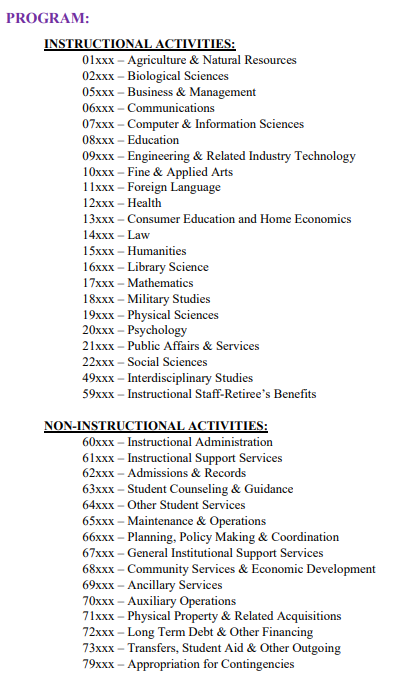 PROGRAM:
INSTRUCTIONAL ACTIVITIES:
01xxx – Agriculture & Natural Resources
02xxx – Biological Sciences
05xxx – Business & Management
06xxx – Communications
07xxx – Computer & Information Sciences
08xxx – Education
09xxx – Engineering & Related Industry Technology
10xxx – Fine & Applied Arts
11xxx – Foreign Language
12xxx – Health
13xxx – Consumer Education and Home Economics
14xxx – Law
15xxx – Humanities
16xxx – Library Science
17xxx – Mathematics
18xxx – Military Studies
19xxx – Physical Sciences
20xxx – Psychology
21xxx – Public Affairs & Services
22xxx – Social Sciences
49xxx – Interdisciplinary Studies
59xxx – Instructional Staff-Retiree's Benefits
NON-INSTRUCTIONAL ACTIVITIES:
60xxx – Instructional Administration
61xxx – Instructional Support Services
62xxx – Admissions & Records
63xxx – Student Counseling & Guidance
64xxx – Other Student Services
65xxx – Maintenance & Operations
66xxx – Planning, Policy Making & Coordination
67xxx – General Institutional Support Services
68xxx – Community Services & Economic Development
69xxx – Ancillary Services
70xxx – Auxiliary Operations
71xxx – Physical Property & Related Acquisitions
72xxx – Long Term Debt & Other Financing
73xxx – Transfers, Student Aid & Other Outgoing
79xxx – Appropriation for Contingencies